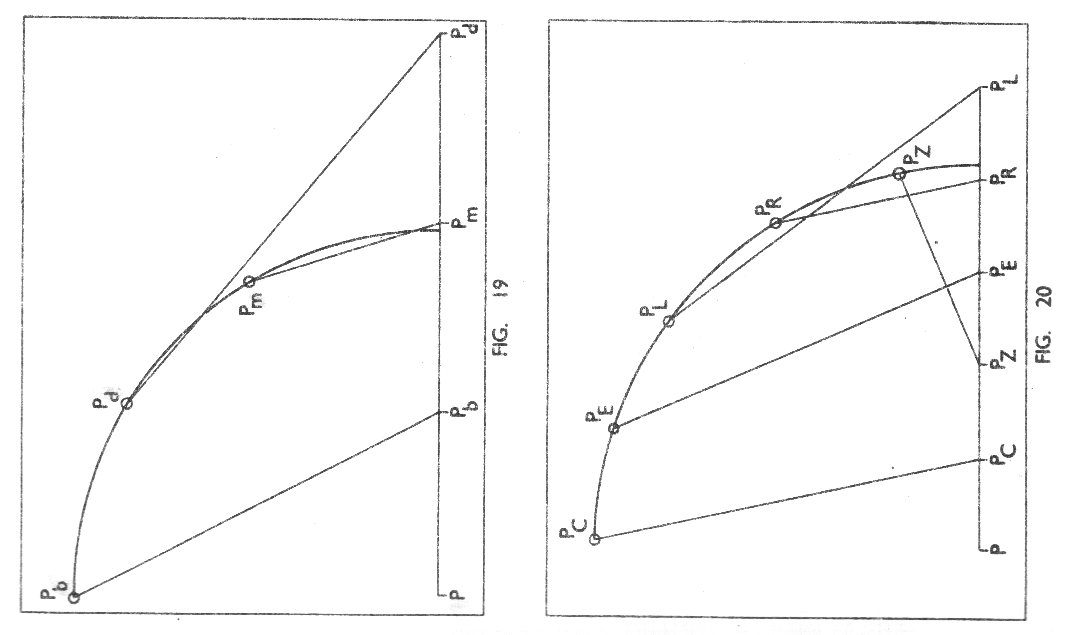 P_b
P_d
P_m
P_d
P_m
P_b
P
FIG. 19
P_C
P_E
P_L
P_R
P_Z
P_L
P_R
P_E
P_Z
P_C
P
FIG. 20